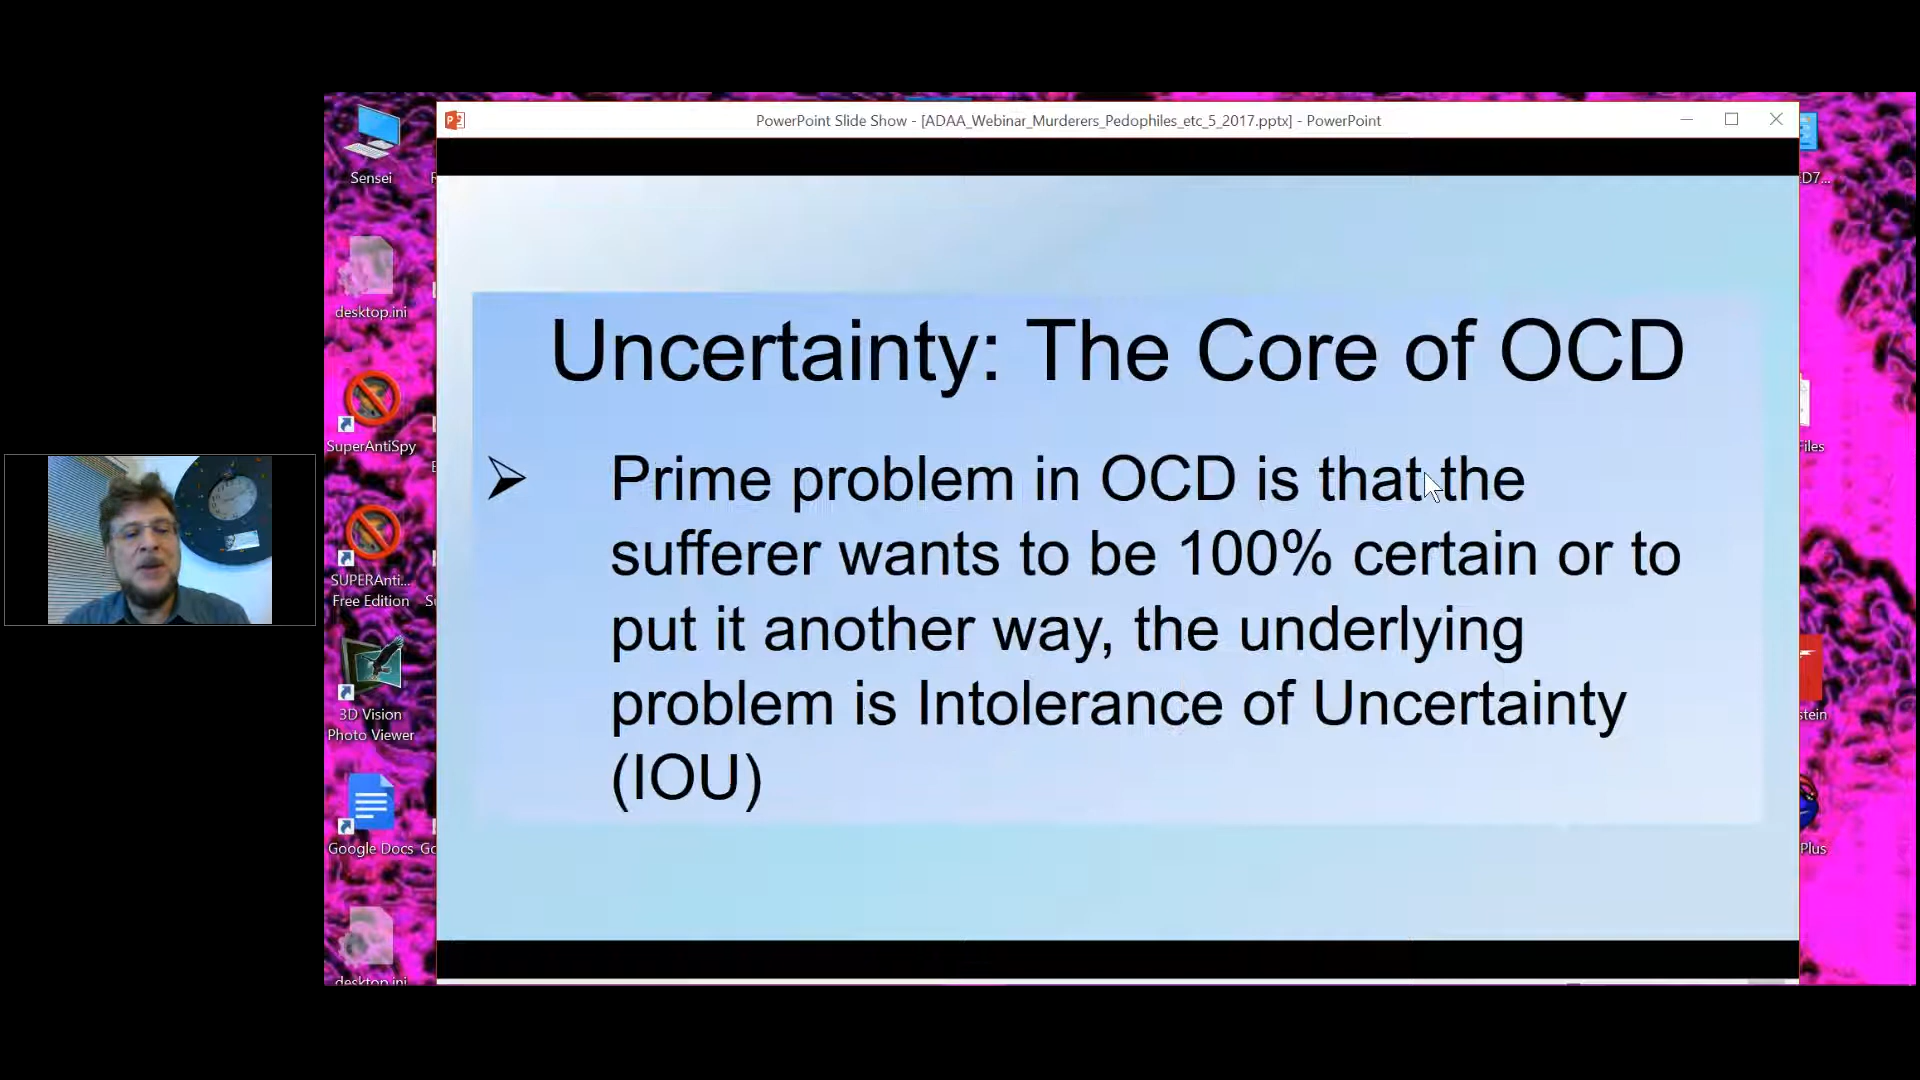 PowerPoint Slide Show - [ADAA_Webinar_Murderers_Pedophiles_etc_5_2017.pptx] - PowerPoint
Sensei
desktop.ini
SuperAntiSpy
SUPERAnti...
Free Edition
3D Vision
Photo Viewer
Google Docs
desktop.ini
Uncertainty: The Core of OCD
Prime problem in OCD is that the
sufferer wants to be 100% certain or to
put it another way, the underlying
problem is Intolerance of Uncertainty
(IOU)
Plus